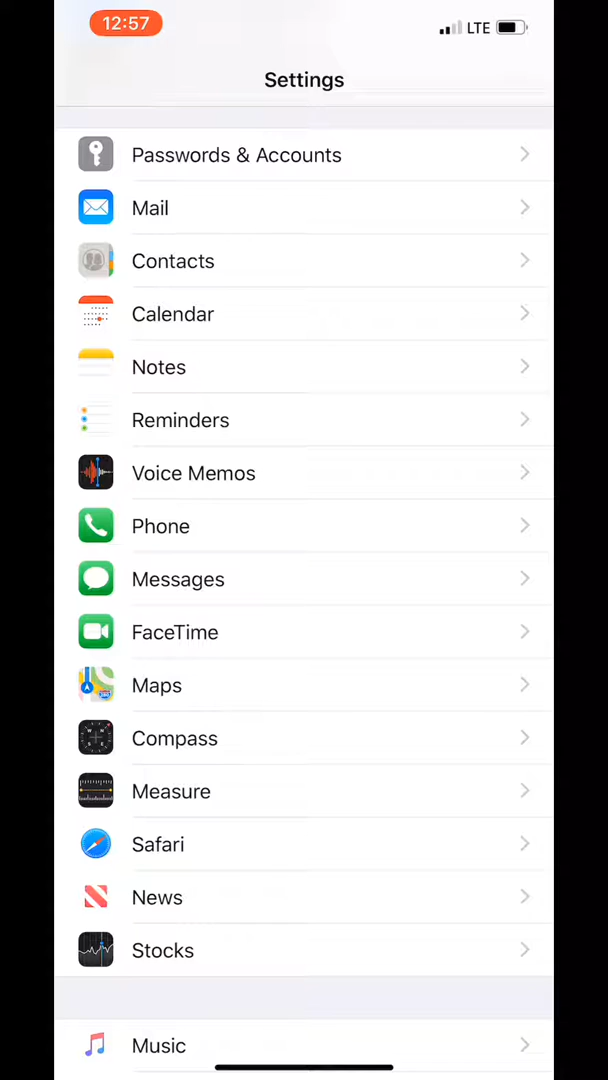 12:57
LTE
Settings
Passwords & Accounts
Mail
Contacts
Calendar
Notes
Reminders
Voice Memos
Phone
Messages
FaceTime
Maps
Compass
Measure
Safari
News
Stocks
Music